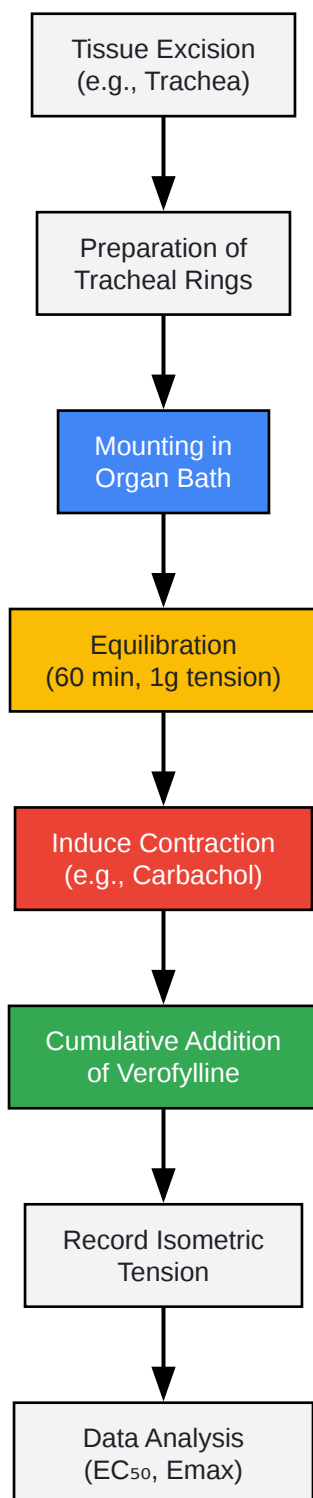 Tissue Excision
(e.g., Trachea)
Preparation of
Tracheal Rings
Mounting in
Organ Bath
Equilibration
(60 min, 1g tension)
Induce Contraction
(e.g., Carbachol)
Cumulative Addition
of Verofylline
Record Isometric
Tension
Data Analysis
(EC₅₀, Emax)